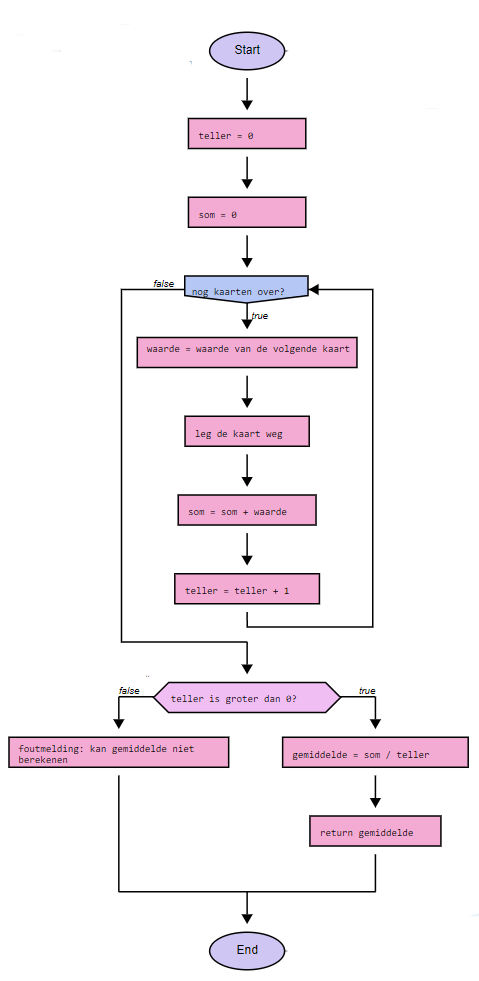 Start
teller = 0
som = 0
false
nog kaarten over?
true
waarde = waarde van de volgende kaart
leg de kaart weg
som = som + waarde
teller = teller + 1
false
teller is groter dan 0?
true
foutmelding: kan gemiddelde niet
berekenen
gemiddelde = som / teller
return gemiddelde
End